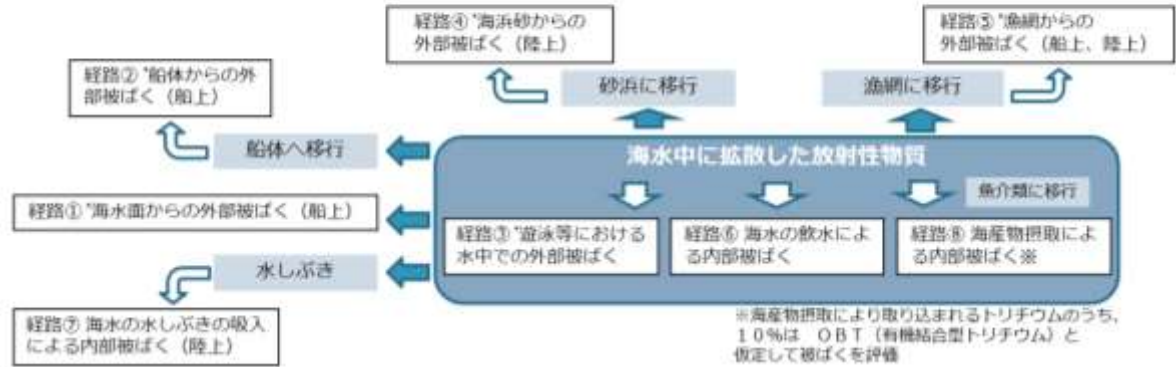 経路④ *海浜砂からの
外部被ばく（陸上）
経路⑤ *漁網からの
外部被ばく（船上、陸上）
経路② *船体からの外
部被ばく（船上）
砂浜に移行
漁網に移行
船体へ移行
海水中に拡散した放射性物質
魚介類に移行
経路① *海水面からの外部被ばく（船上）
経路③ *遊泳等における
水中での外部被ばく
経路⑥ 海水の飲水によ
る内部被ばく
経路⑧ 海産物摂取によ
る内部被ばく※
水しぶき
経路⑦ 海水の水しぶきの吸入
による内部被ばく（陸上）
※海産物摂取により取り込まれるトリチウムのうち、
１０％は　ＯＢＴ（有機結合型トリチウム）と
仮定して被ばくを評価